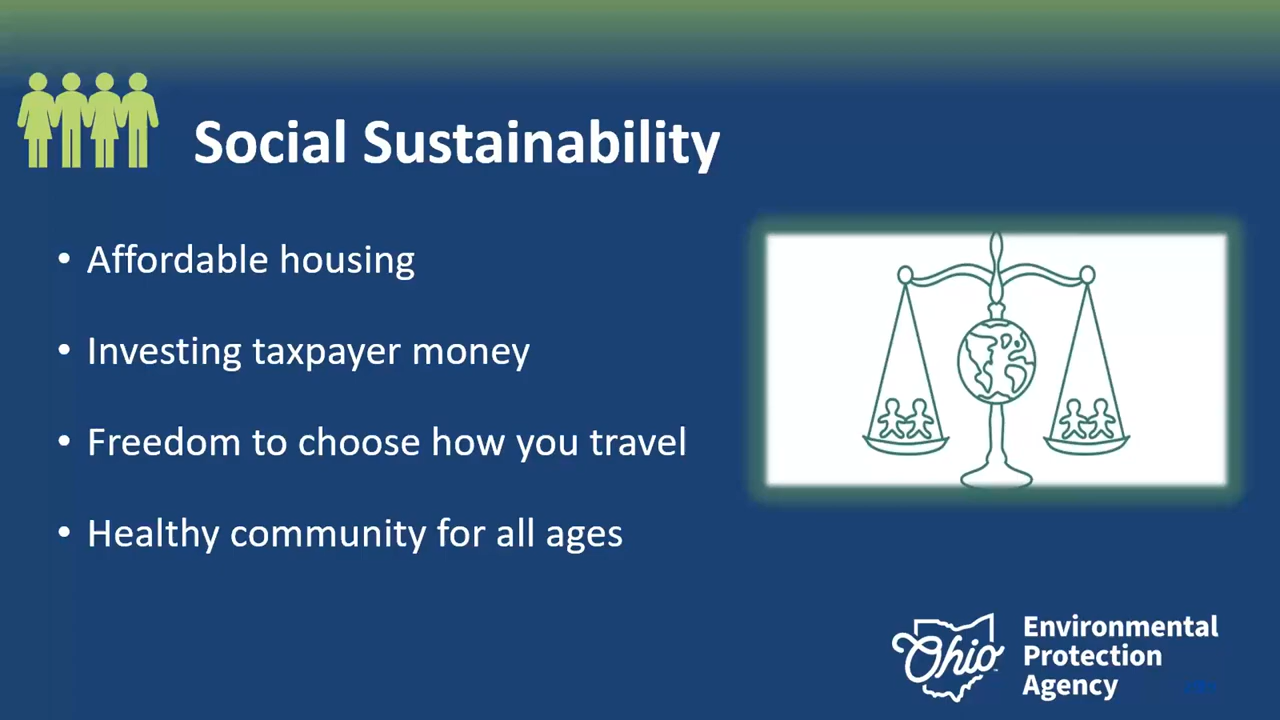 Social Sustainability
• Affordable housing
• Investing taxpayer money
• Freedom to choose how you travel
• Healthy community for all ages
Ohio
Environmental
Protection
Agency